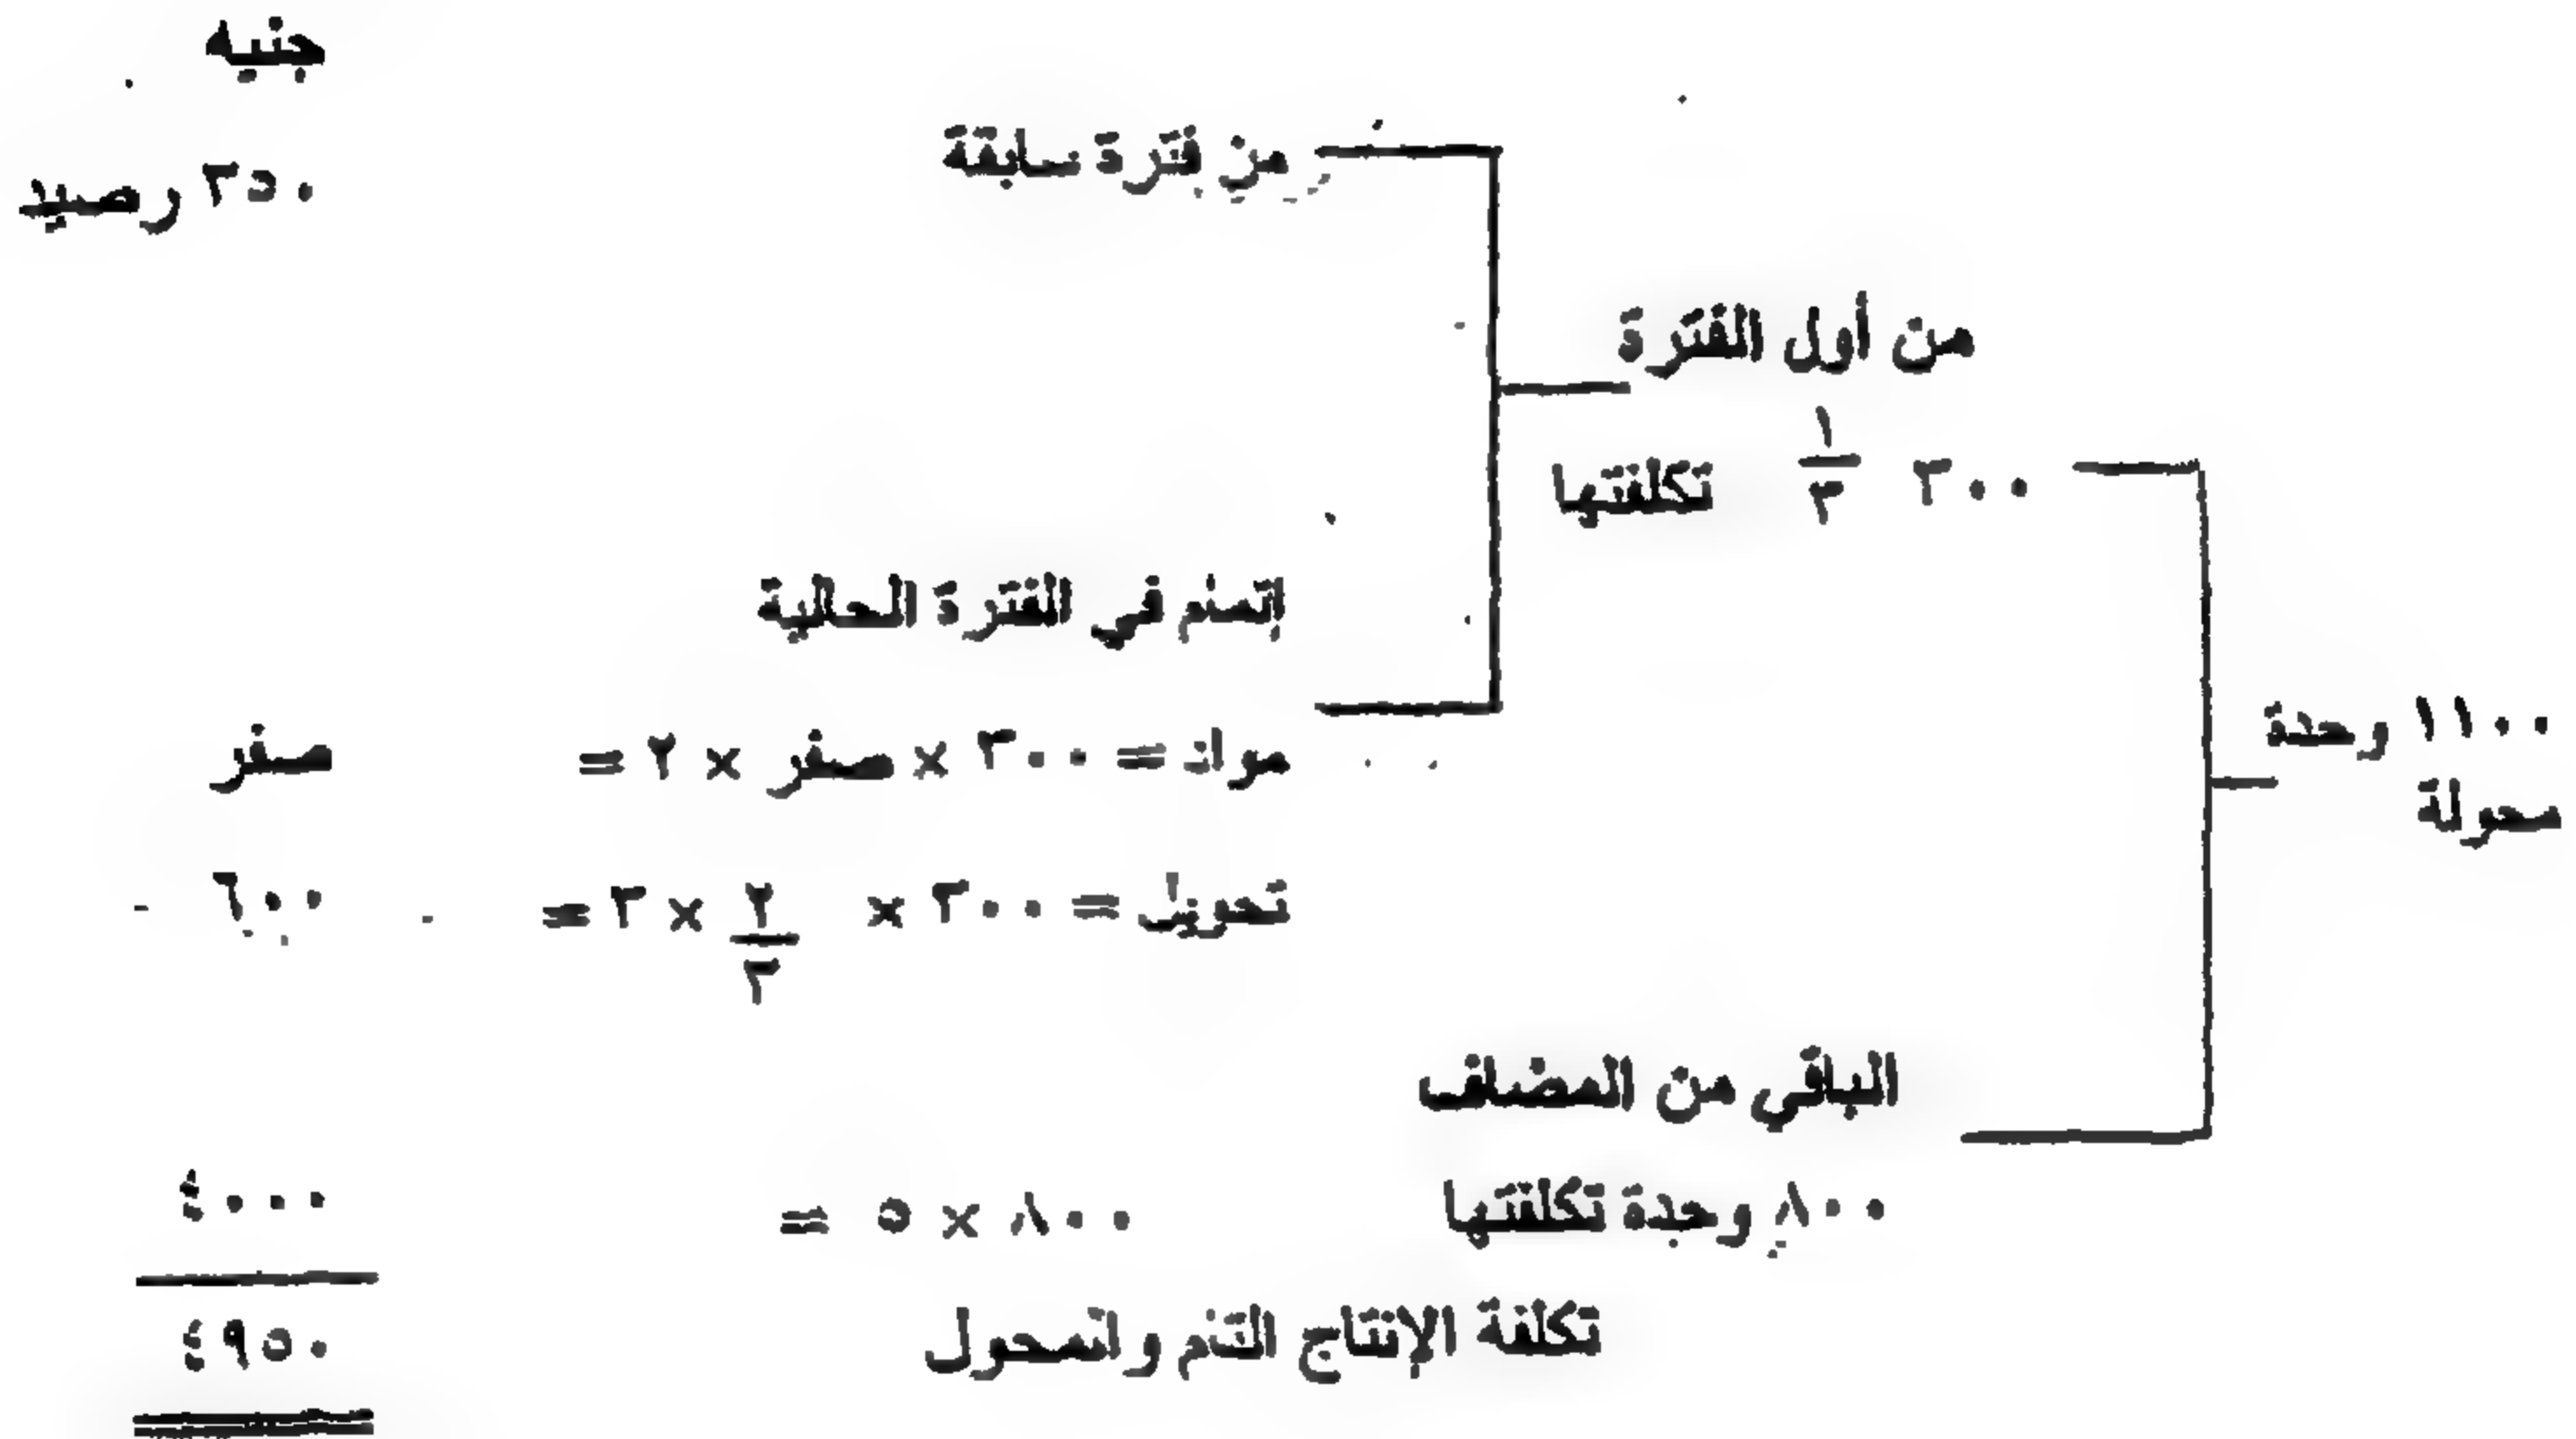 جنيه
من فترة سابقة ٣٥٠ رصيد
من أول الفترة
٣٠٠ ١/٣ تكلفتها
إتمام في الفترة الحالية
١١٠٠ وحدة
محولة
مواد = ٣٠٠ × صفر × ٢ = صفر
تحويل = ٣٠٠ × ٢/٣ × ٣ = ٦٠٠
الباقي من المضاف
٨٠٠ وحدة تكلفتها ٨٠٠ × ٥ = ٤٠٠٠
تكلفة الإنتاج التام والمحول ٤٩٥٠